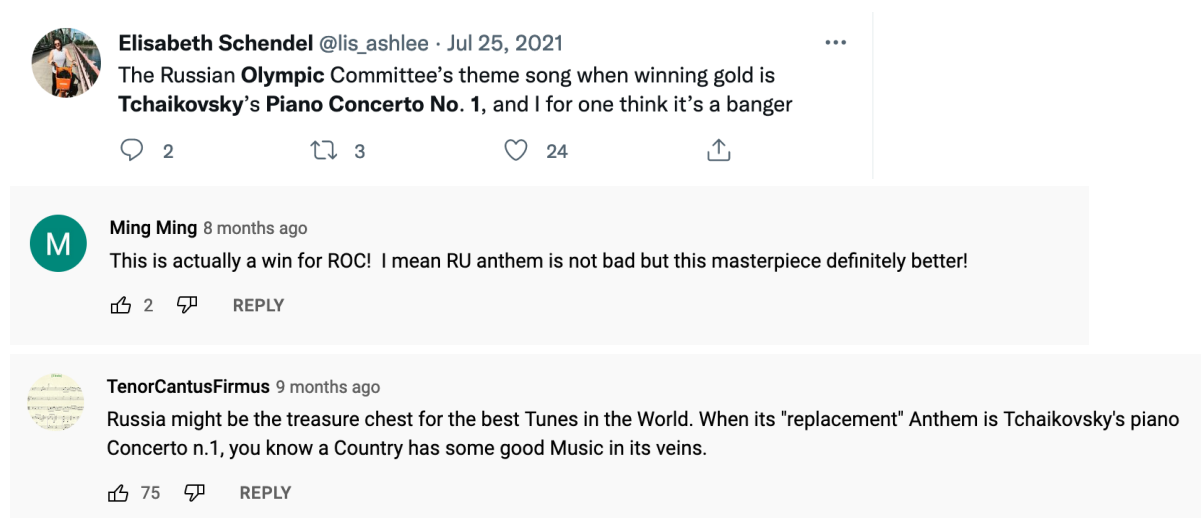 Elisabeth Schendel @lis_ashlee · Jul 25, 2021
The Russian Olympic Committee's theme song when winning gold is
Tchaikovsky's Piano Concerto No. 1, and I for one think it's a banger
2 3 24
M
Ming Ming 8 months ago
This is actually a win for ROC!  I mean RU anthem is not bad but this masterpiece definitely better!
2 REPLY
TenorCantusFirmus 9 months ago
Russia might be the treasure chest for the best Tunes in the World. When its "replacement" Anthem is Tchaikovsky's piano
Concerto n.1, you know a Country has some good Music in its veins.
75 REPLY